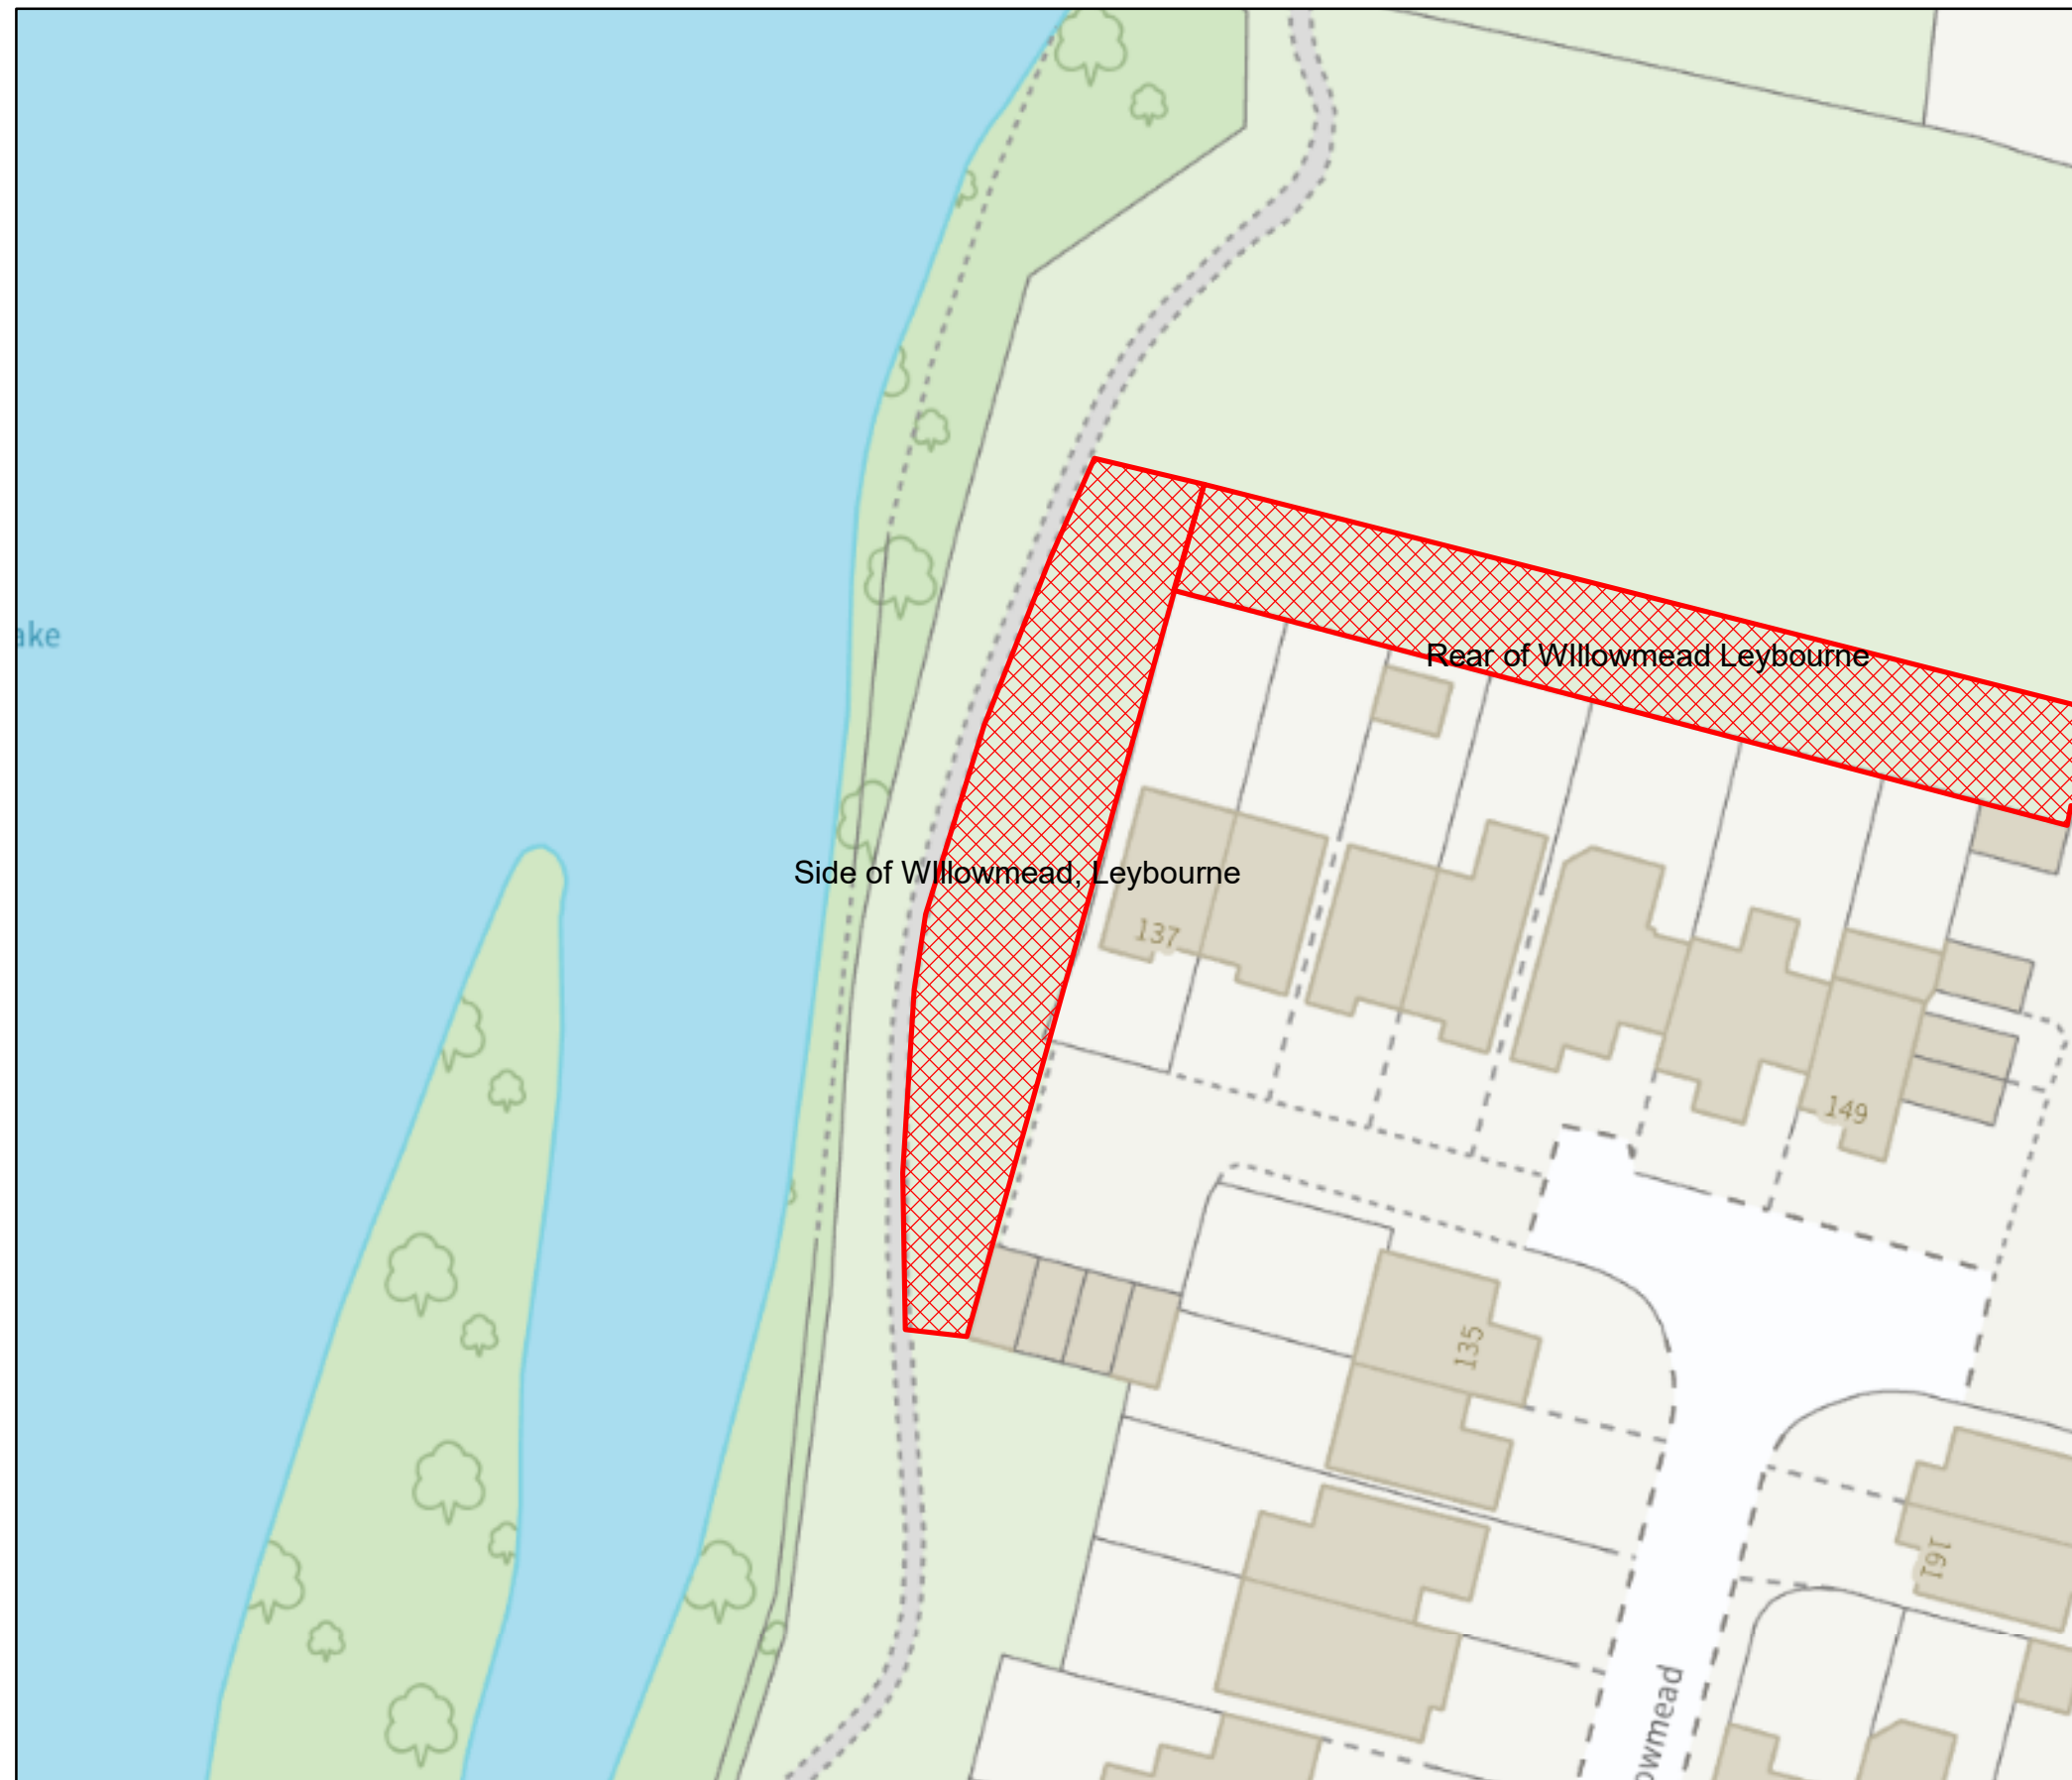 ake
Rear of WIllowmead Leybourne
Side of WIllowmead, Leybourne
137
149
135
161
owmead